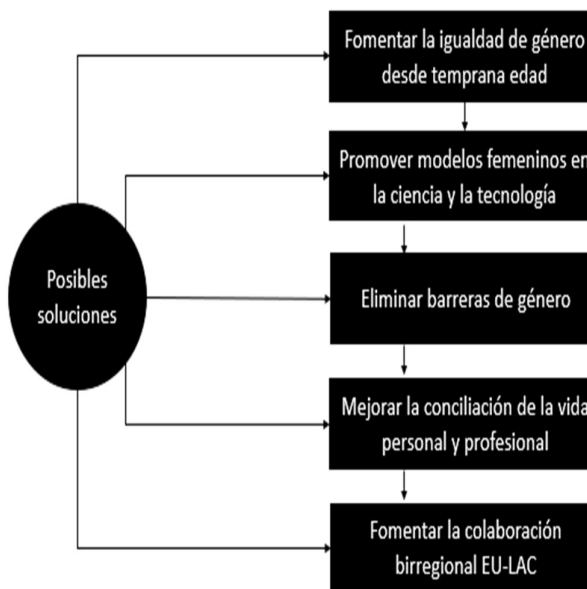 Posibles
soluciones
Fomentar la igualdad de género
desde temprana edad
Promover modelos femeninos en
la ciencia y la tecnología
Eliminar barreras de género
Mejorar la conciliación de la vida
personal y profesional
Fomentar la colaboración
birregional EU-LAC